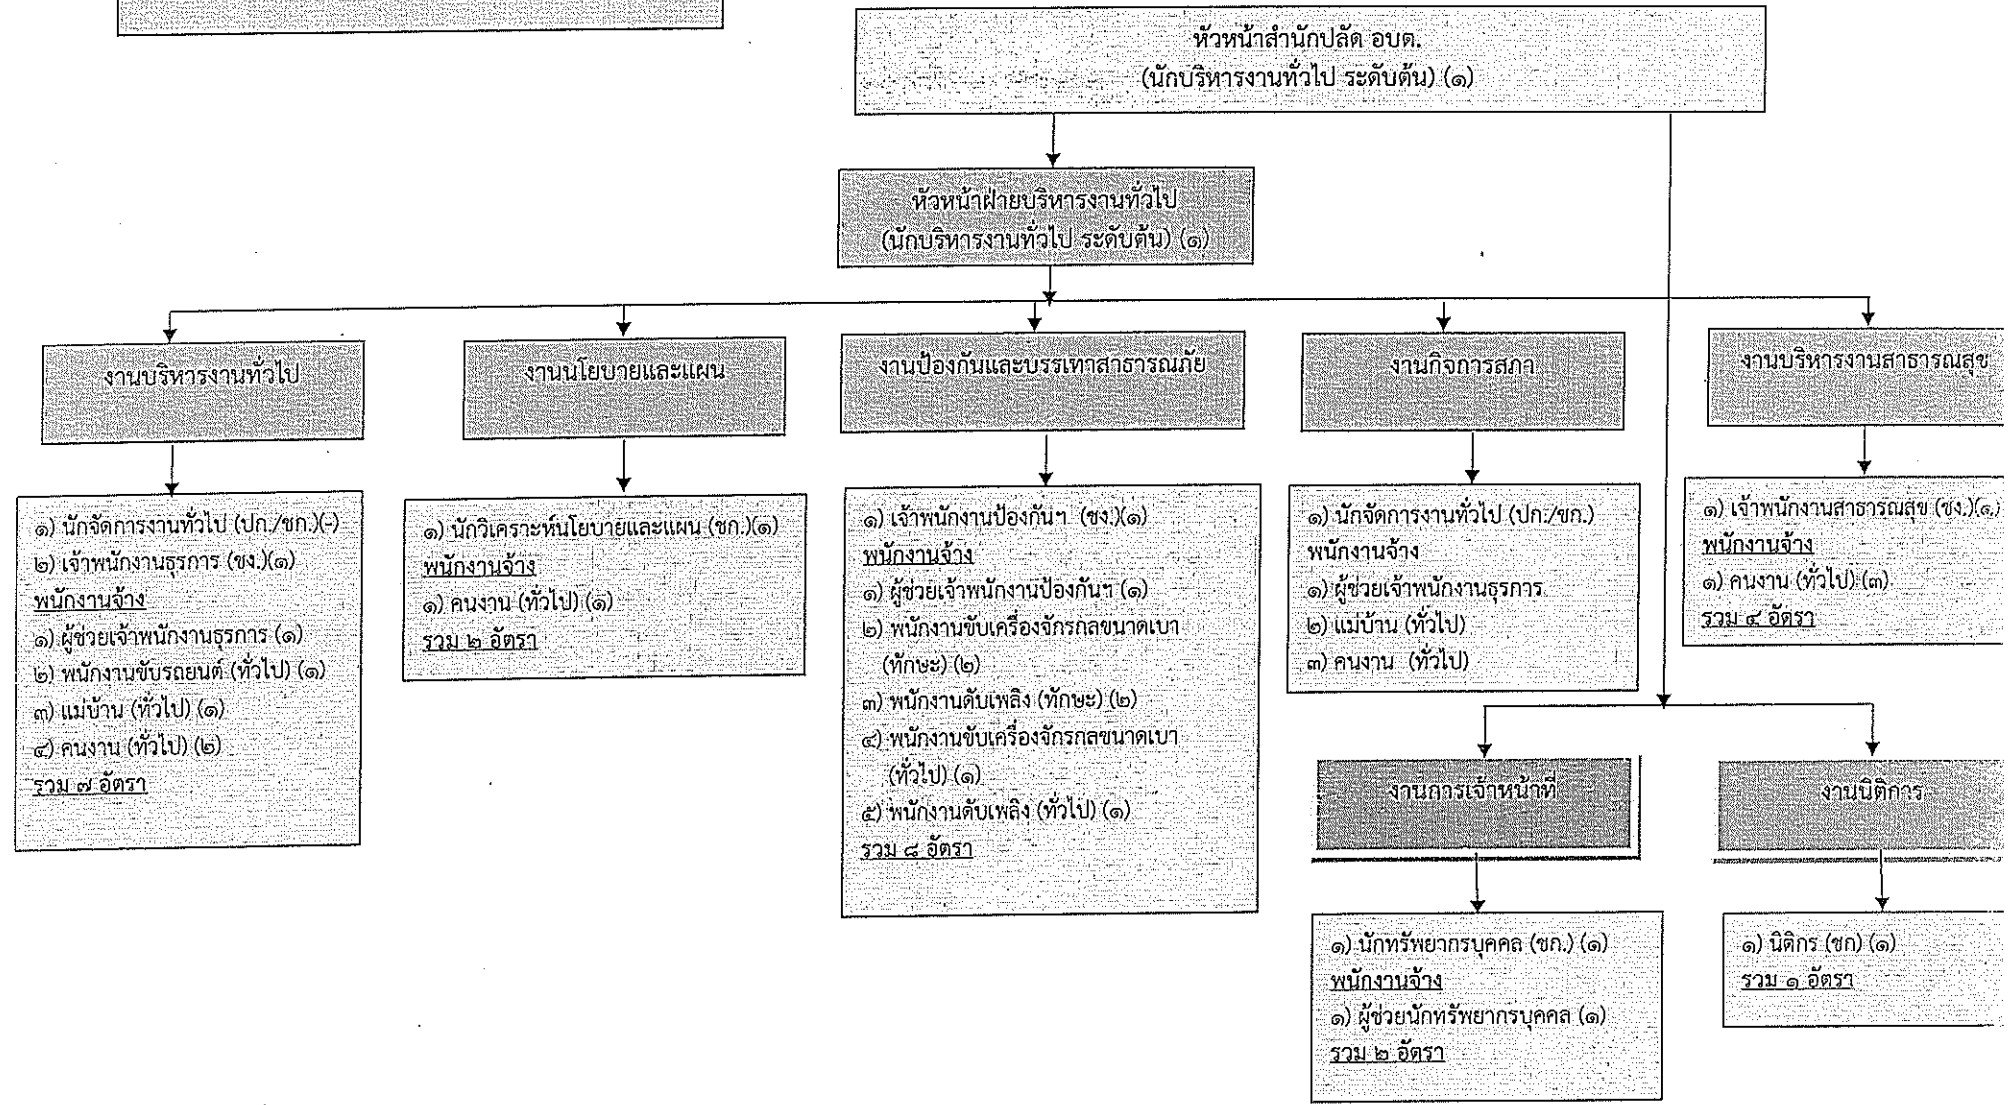 หัวหน้าสำนักปลัด อบต.
(นักบริหารงานทั่วไป ระดับต้น) (๑)
หัวหน้าฝ่ายบริหารงานทั่วไป
(นักบริหารงานทั่วไป ระดับต้น) (๑)
งานบริหารงานทั่วไป
งานนโยบายและแผน
งานป้องกันและบรรเทาสาธารณภัย
งานกิจการสภา
งานบริหารงานสาธารณสุข
๑) นักจัดการงานทั่วไป (ปก./ชก.)(-)
๒) เจ้าพนักงานธุรการ (ชง.)(๑)
พนักงานจ้าง
๑) ผู้ช่วยเจ้าพนักงานธุรการ (๑)
๒) พนักงานขับรถยนต์ (ทั่วไป) (๑)
๓) แม่บ้าน (ทั่วไป) (๑)
๔) คนงาน (ทั่วไป) (๒)
รวม ๗ อัตรา
๑) นักวิเคราะห์นโยบายและแผน (ชก.)(๑)
พนักงานจ้าง
๑) คนงาน (ทั่วไป) (๑)
รวม ๒ อัตรา
๑) เจ้าพนักงานป้องกันฯ (ชง.)(๑)
พนักงานจ้าง
๑) ผู้ช่วยเจ้าพนักงานป้องกันฯ (๑)
๒) พนักงานขับเครื่องจักรกลขนาดเบา
(ทักษะ) (๒)
๓) พนักงานดับเพลิง (ทักษะ) (๒)
๔) พนักงานขับเครื่องจักรกลขนาดเบา
(ทั่วไป) (๑)
๕) พนักงานดับเพลิง (ทั่วไป) (๑)
รวม ๘ อัตรา
๑) นักจัดการงานทั่วไป (ปก./ชก.)
พนักงานจ้าง
๑) ผู้ช่วยเจ้าพนักงานธุรการ
๒) แม่บ้าน (ทั่วไป)
๓) คนงาน (ทั่วไป)
๑) เจ้าพนักงานสาธารณสุข (ชง.)(๑)
พนักงานจ้าง
๑) คนงาน (ทั่วไป) (๓)
รวม ๔ อัตรา
งานการเจ้าหน้าที่
งานนิติการ
๑) นักทรัพยากรบุคคล (ชก.) (๑)
พนักงานจ้าง
๑) ผู้ช่วยนักทรัพยากรบุคคล (๑)
รวม ๒ อัตรา
๑) นิติกร (ชก) (๑)
รวม ๑ อัตรา